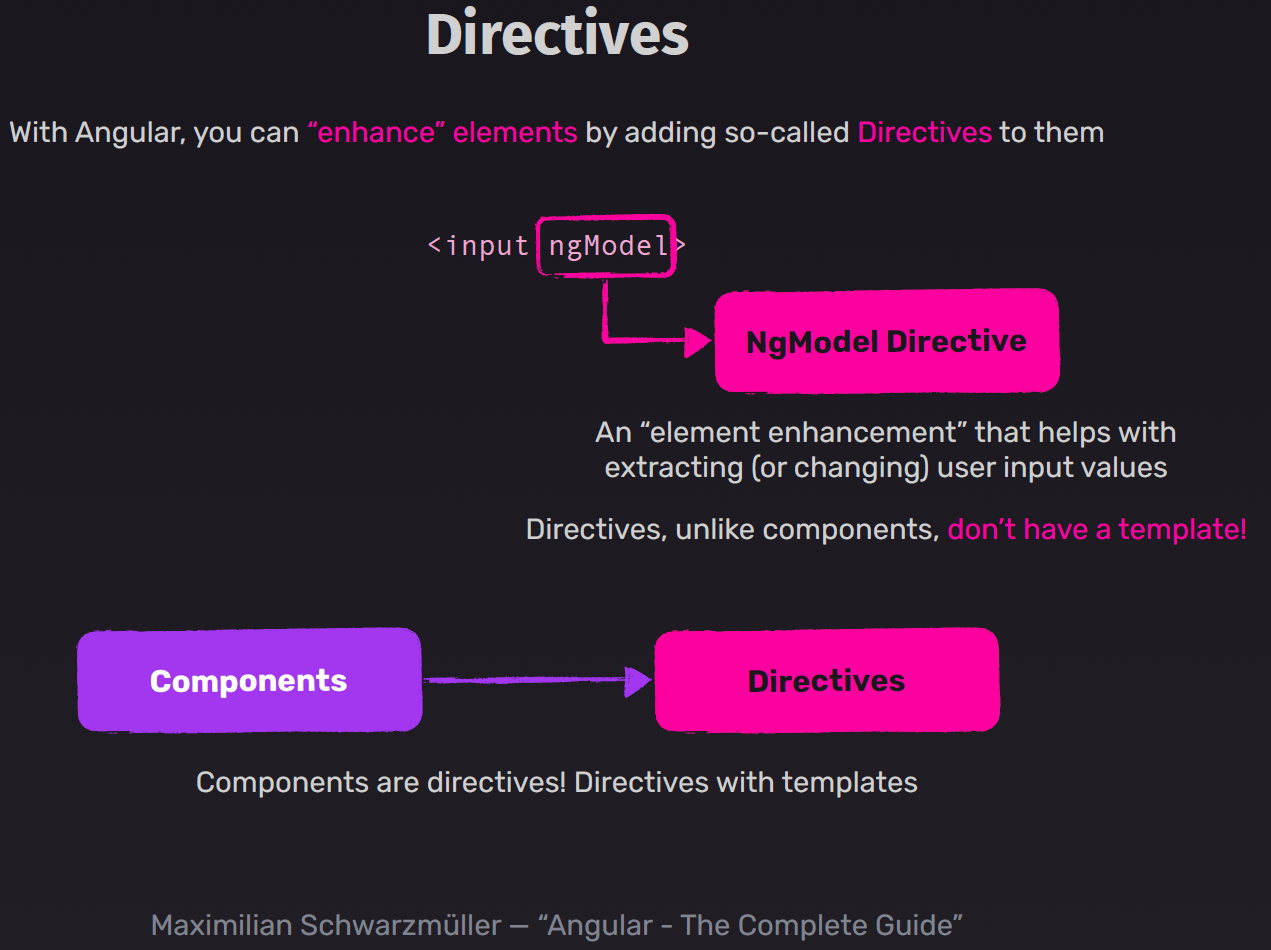 Directives
With Angular, you can “enhance” elements by adding so-called Directives to them
<input ngModel>
NgModel Directive
An “element enhancement” that helps with
extracting (or changing) user input values
Directives, unlike components, don’t have a template!
Components
Directives
Components are directives! Directives with templates
Maximilian Schwarzmüller — “Angular - The Complete Guide”